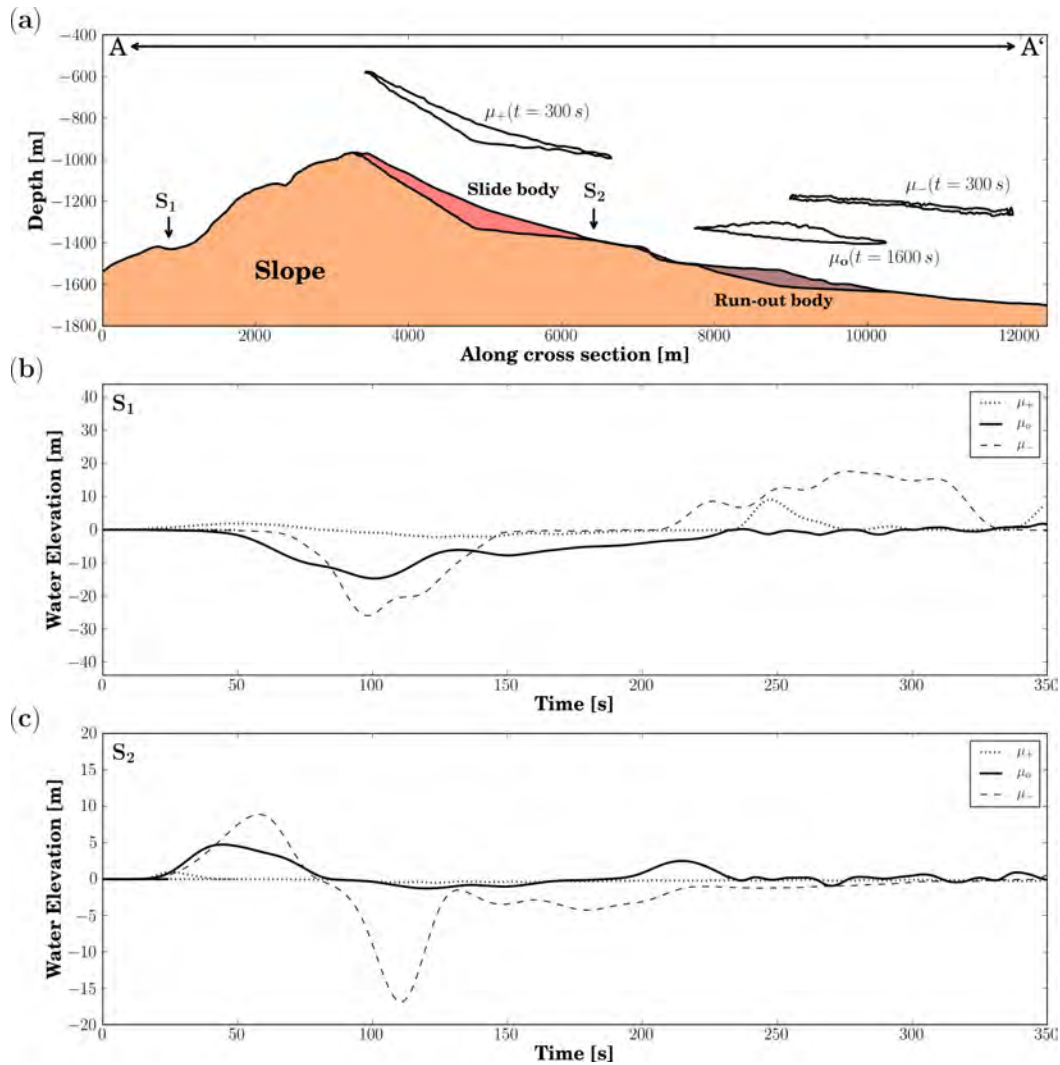 (a)
−400
−600
−800
−1000
−1200
−1400
−1600
−1800
Depth [m]
A
A‘
μ₊(t = 300 s)
Slide body
S₁
S₂
μ₋(t = 300 s)
μₒ(t = 1600 s)
Slope
Run-out body
0 2000 4000 6000 8000 10000 12000
Along cross section [m]
(b)
S₁
40
30
20
10
0
−10
−20
−30
−40
Water Elevation [m]
μ₊
μₒ
μ₋
0 50 100 150 200 250 300 350
Time [s]
(c)
S₂
20
15
10
5
0
−5
−10
−15
−20
Water Elevation [m]
μ₊
μₒ
μ₋
0 50 100 150 200 250 300 350
Time [s]